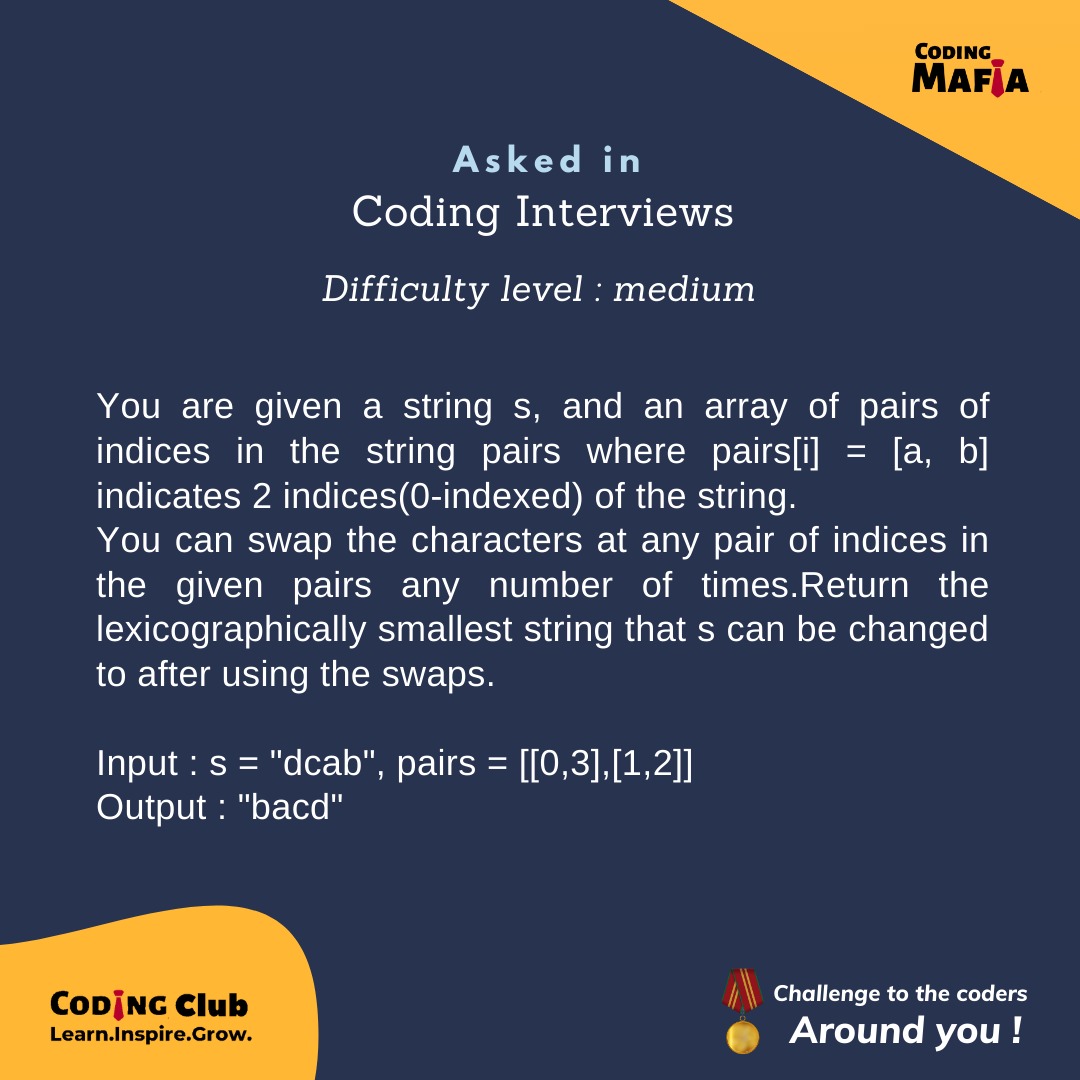 CODING
MAFIA
Asked in
Coding Interviews
Difficulty level : medium
You are given a string s, and an array of pairs of
indices in the string pairs where pairs[i] = [a, b]
indicates 2 indices(0-indexed) of the string.
You can swap the characters at any pair of indices in
the given pairs any number of times.Return the
lexicographically smallest string that s can be changed
to after using the swaps.
Input : s = "dcab", pairs = [[0,3],[1,2]]
Output : "bacd"
CODING Club
Learn.Inspire.Grow.
Challenge to the coders
Around you !